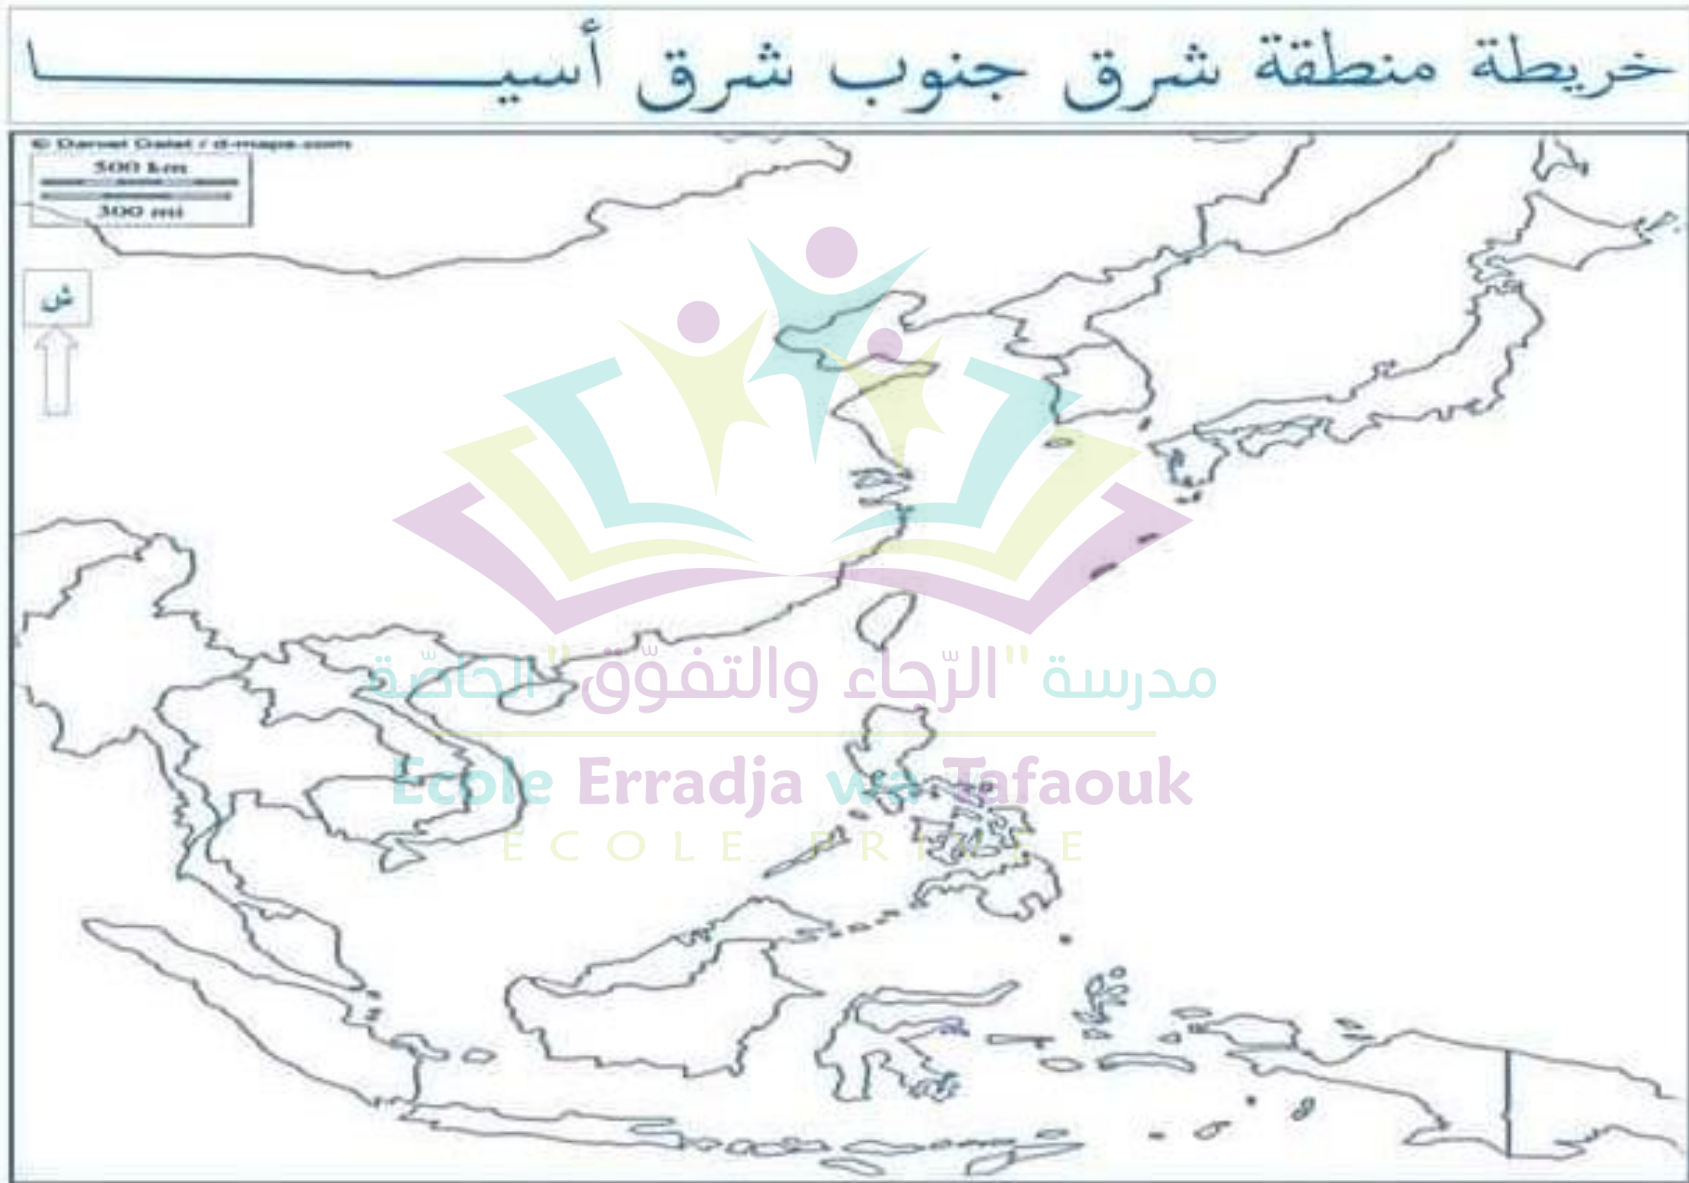 خريطة منطقة شرق جنوب شرق أسيـــــــــــا
© Daniel Dalet / d-maps.com
500 km
300 mi
ش
مدرسة "الرّجاء والتفوّق" الخاصّة
Ecole Erradja wa Tafaouk
ECOLE PRIVEE